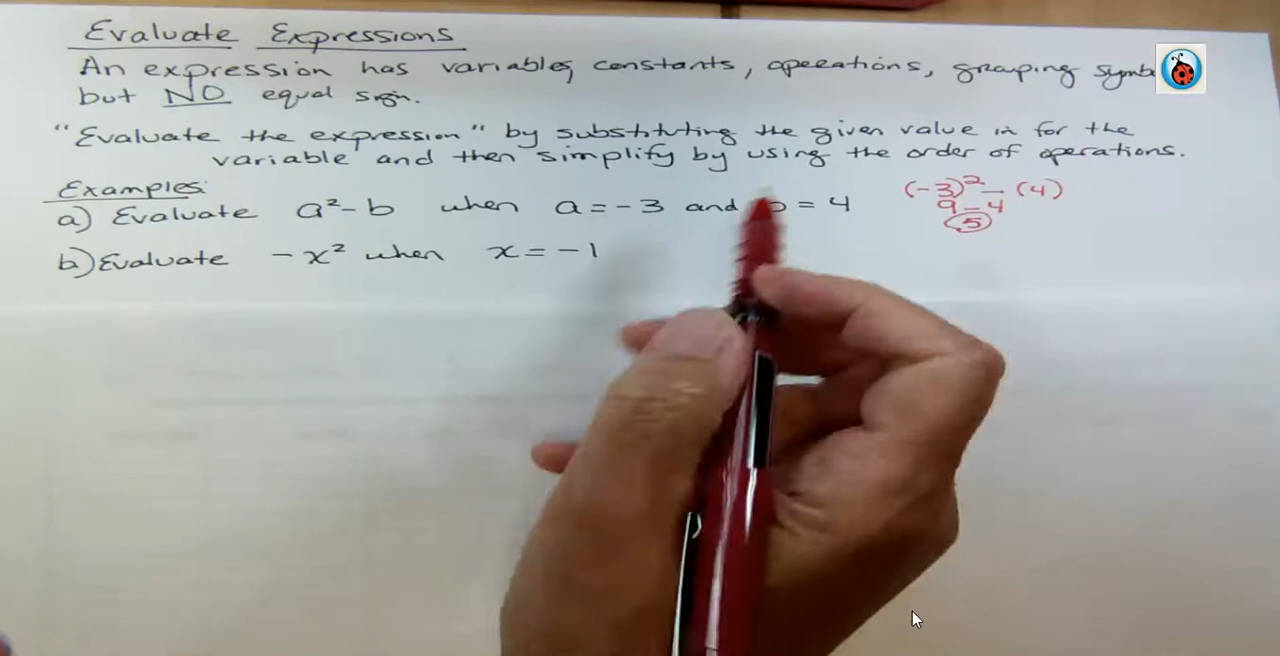 Evaluate Expressions
An expression has variables, constants, operations, grouping
but NO equal sign.
"Evaluate the expression" by substituting the given value in for the
variable and then simplify by using the order of operations.
Examples:
a) Evaluate a² - b when a = -3 and = 4
(-3)² - (4)
9 - 4
5
b) Evaluate - x² when x = -1